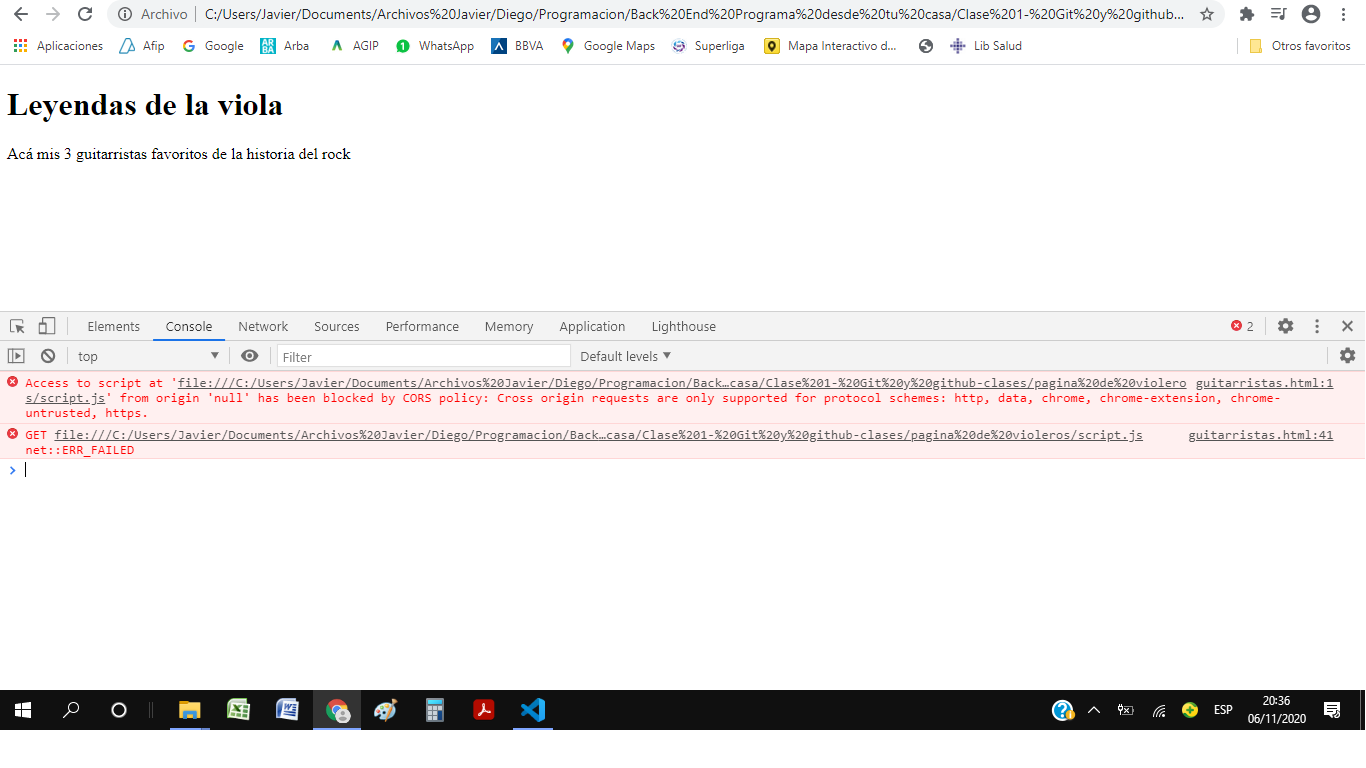 Archivo C:/Users/Javier/Documents/Archivos%20Javier/Diego/Programacion/Back%20End%20Programa%20desde%20tu%20casa/Clase%201-%20Git%20y%20github...
Aplicaciones Afip Google ARBA Arba AGIP 1 WhatsApp BBVA Google Maps Superliga Mapa Interactivo d... Lib Salud Otros favoritos
Leyendas de la viola
Acá mis 3 guitarristas favoritos de la historia del rock
Elements Console Network Sources Performance Memory Application Lighthouse 2
top Filter Default levels
Access to script at 'file:///C:/Users/Javier/Documents/Archivos%20Javier/Diego/Programacion/Back…casa/Clase%201-%20Git%20y%20github-clases/pagina%20de%20violero guitarristas.html:1
s/script.js' from origin 'null' has been blocked by CORS policy: Cross origin requests are only supported for protocol schemes: http, data, chrome, chrome-extension, chrome-
untrusted, https.
GET file:///C:/Users/Javier/Documents/Archivos%20Javier/Diego/Programacion/Back…casa/Clase%201-%20Git%20y%20github-clases/pagina%20de%20violeros/script.js guitarristas.html:41
net::ERR_FAILED
ESP 20:36
06/11/2020